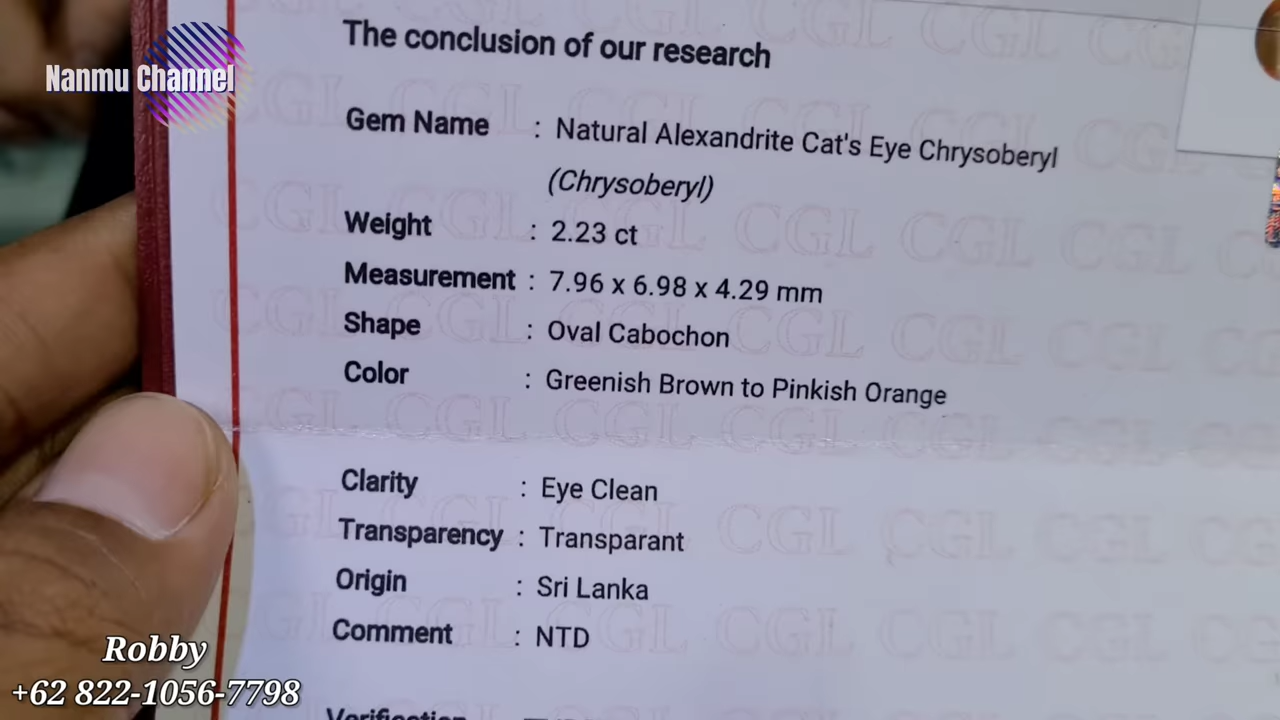 Nanmu Channel
The conclusion of our research
Gem Name : Natural Alexandrite Cat's Eye Chrysoberyl
(Chrysoberyl)
Weight : 2.23 ct
Measurement : 7.96 x 6.98 x 4.29 mm
Shape : Oval Cabochon
Color : Greenish Brown to Pinkish Orange
Clarity : Eye Clean
Transparency : Transparant
Origin : Sri Lanka
Comment : NTD
Robby
+62 822-1056-7798